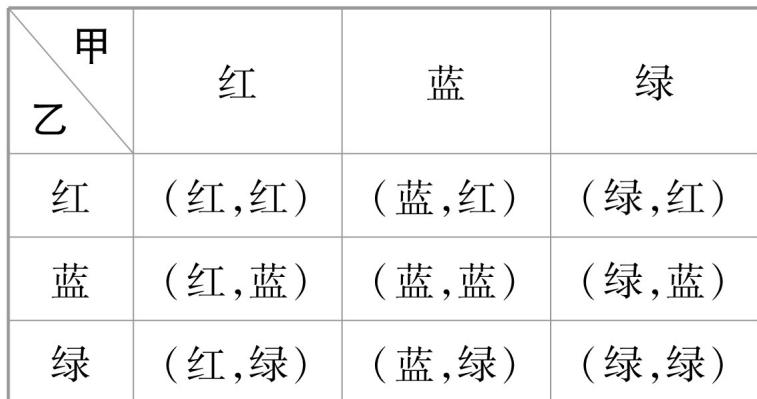 甲
乙
红 蓝 绿
红 (红,红) (蓝,红) (绿,红)
蓝 (红,蓝) (蓝,蓝) (绿,蓝)
绿 (红,绿) (蓝,绿) (绿,绿)